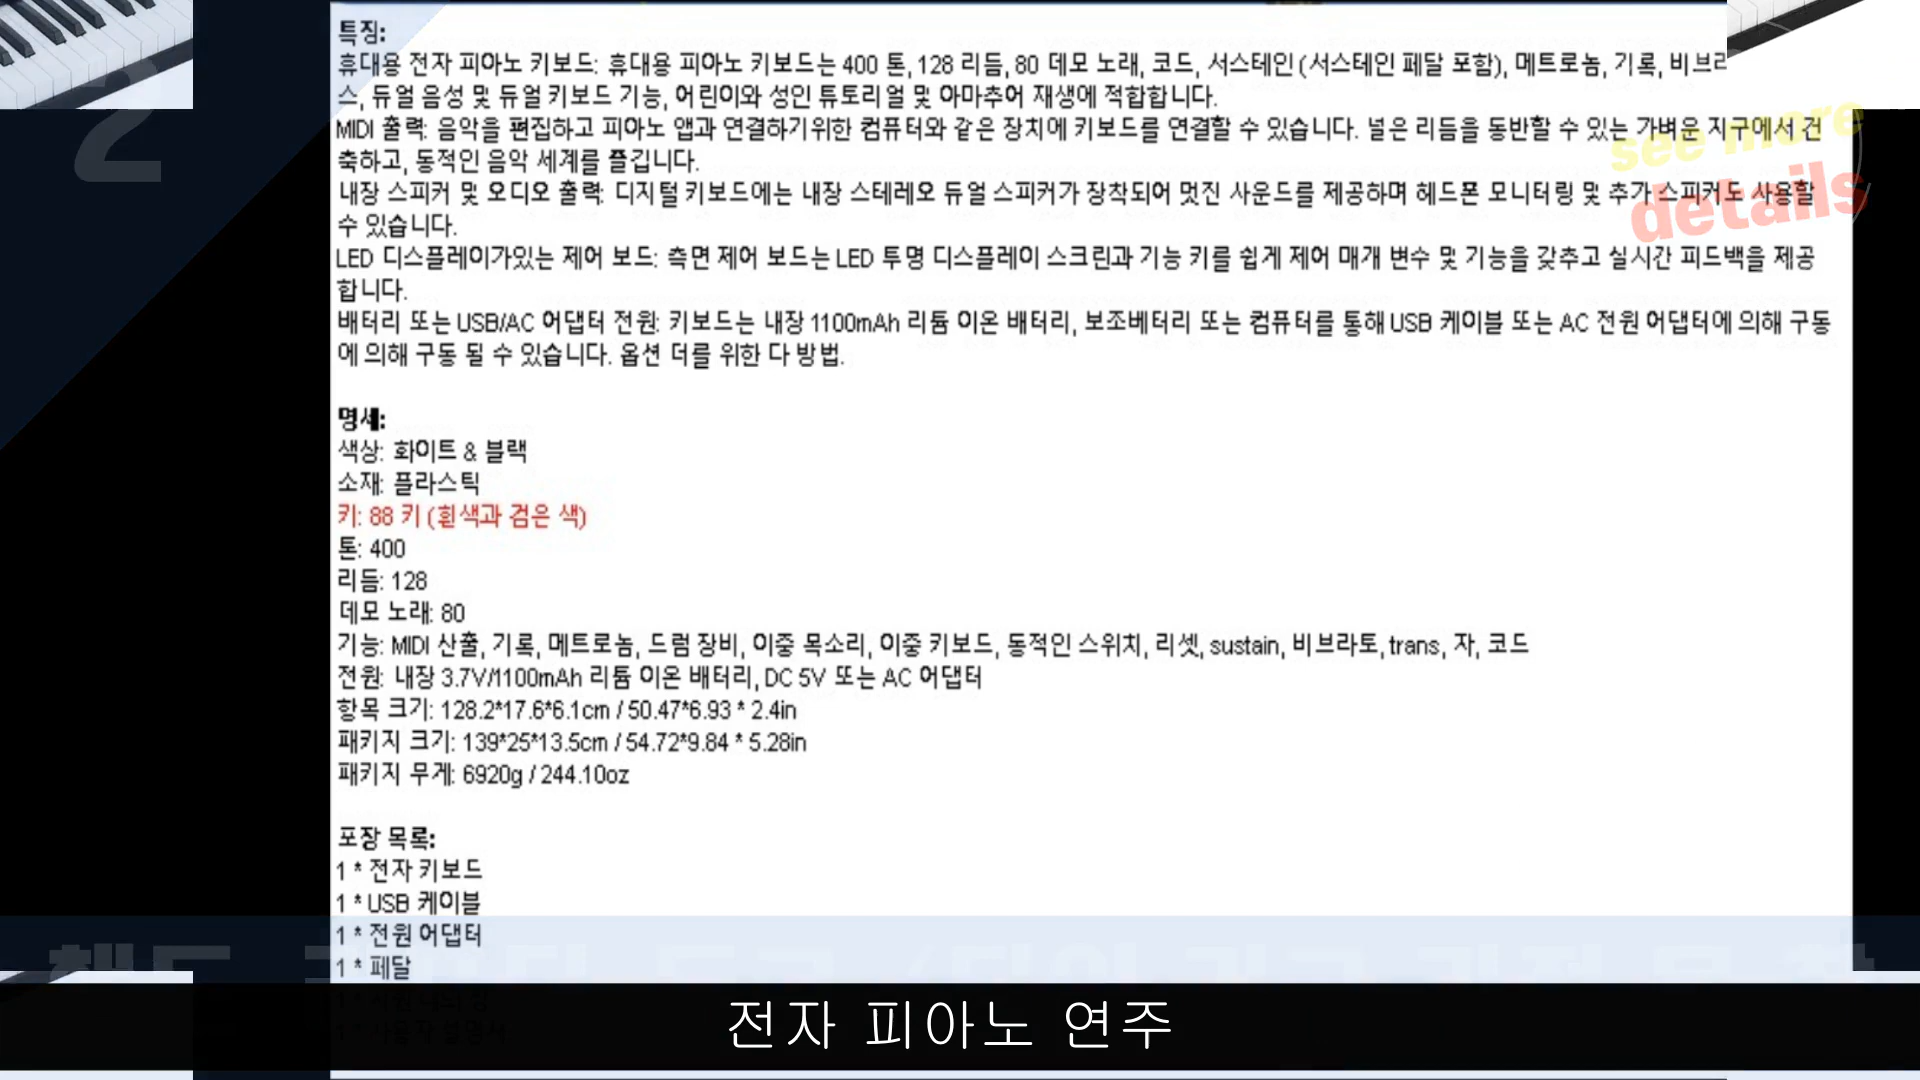 특징:
휴대용 전자 피아노 키보드: 휴대용 피아노 키보드는 400 톤, 128 리듬, 80 데모 노래, 코드, 서스테인 (서스테인 페달 포함), 메트로놈, 기록, 비브라
스, 듀얼 음성 및 듀얼 키보드 기능, 어린이와 성인 튜토리얼 및 아마추어 재생에 적합합니다.
MIDI 출력: 음악을 편집하고 피아노 앱과 연결하기위한 컴퓨터와 같은 장치에 키보드를 연결할 수 있습니다. 널은 리듬을 동반할 수 있는 가벼운 지구에서 건
축하고, 동적인 음악 세계를 즐깁니다.
내장 스피커 및 오디오 출력: 디지털 키보드에는 내장 스테레오 듀얼 스피커가 장착되어 멋진 사운드를 제공하며 헤드폰 모니터링 및 추가 스피커도 사용할
수 있습니다.
LED 디스플레이가있는 제어 보드: 측면 제어 보드는 LED 투명 디스플레이 스크린과 기능 키를 쉽게 제어 매개 변수 및 기능을 갖추고 실시간 피드백을 제공
합니다.
배터리 또는 USB/AC 어댑터 전원: 키보드는 내장 1100mAh 리튬 이온 배터리, 보조베터리 또는 컴퓨터를 통해 USB 케이블 또는 AC 전원 어댑터에 의해 구동
에 의해 구동 될 수 있습니다. 옵션 더를 위한 다 방법.
명세:
색상: 화이트 & 블랙
소재: 플라스틱
키: 88 키 (흰색과 검은 색)
톤: 400
리듬: 128
데모 노래: 80
기능: MIDI 산출, 기록, 메트로놈, 드럼 장비, 이중 목소리, 이중 키보드, 동적인 스위치, 리셋, sustain, 비브라토, trans, 자, 코드
전원: 내장 3.7V/1100mAh 리튬 이온 배터리, DC 5V 또는 AC 어댑터
항목 크기: 128.2*17.6*6.1cm / 50.47*6.93 * 2.4in
패키지 크기: 139*25*13.5cm / 54.72*9.84 * 5.28in
패키지 무게: 6920g / 244.10oz
포장 목록:
1 * 전자 키보드
1 * USB 케이블
1 * 전원 어댑터
1 * 페달
see more
details
2
전자 피아노 연주